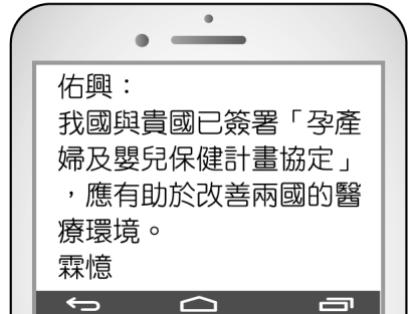 佑興：
我國與貴國已簽署「孕產
婦及嬰兒保健計畫協定」
，應有助於改善兩國的醫
療環境。
霖憶